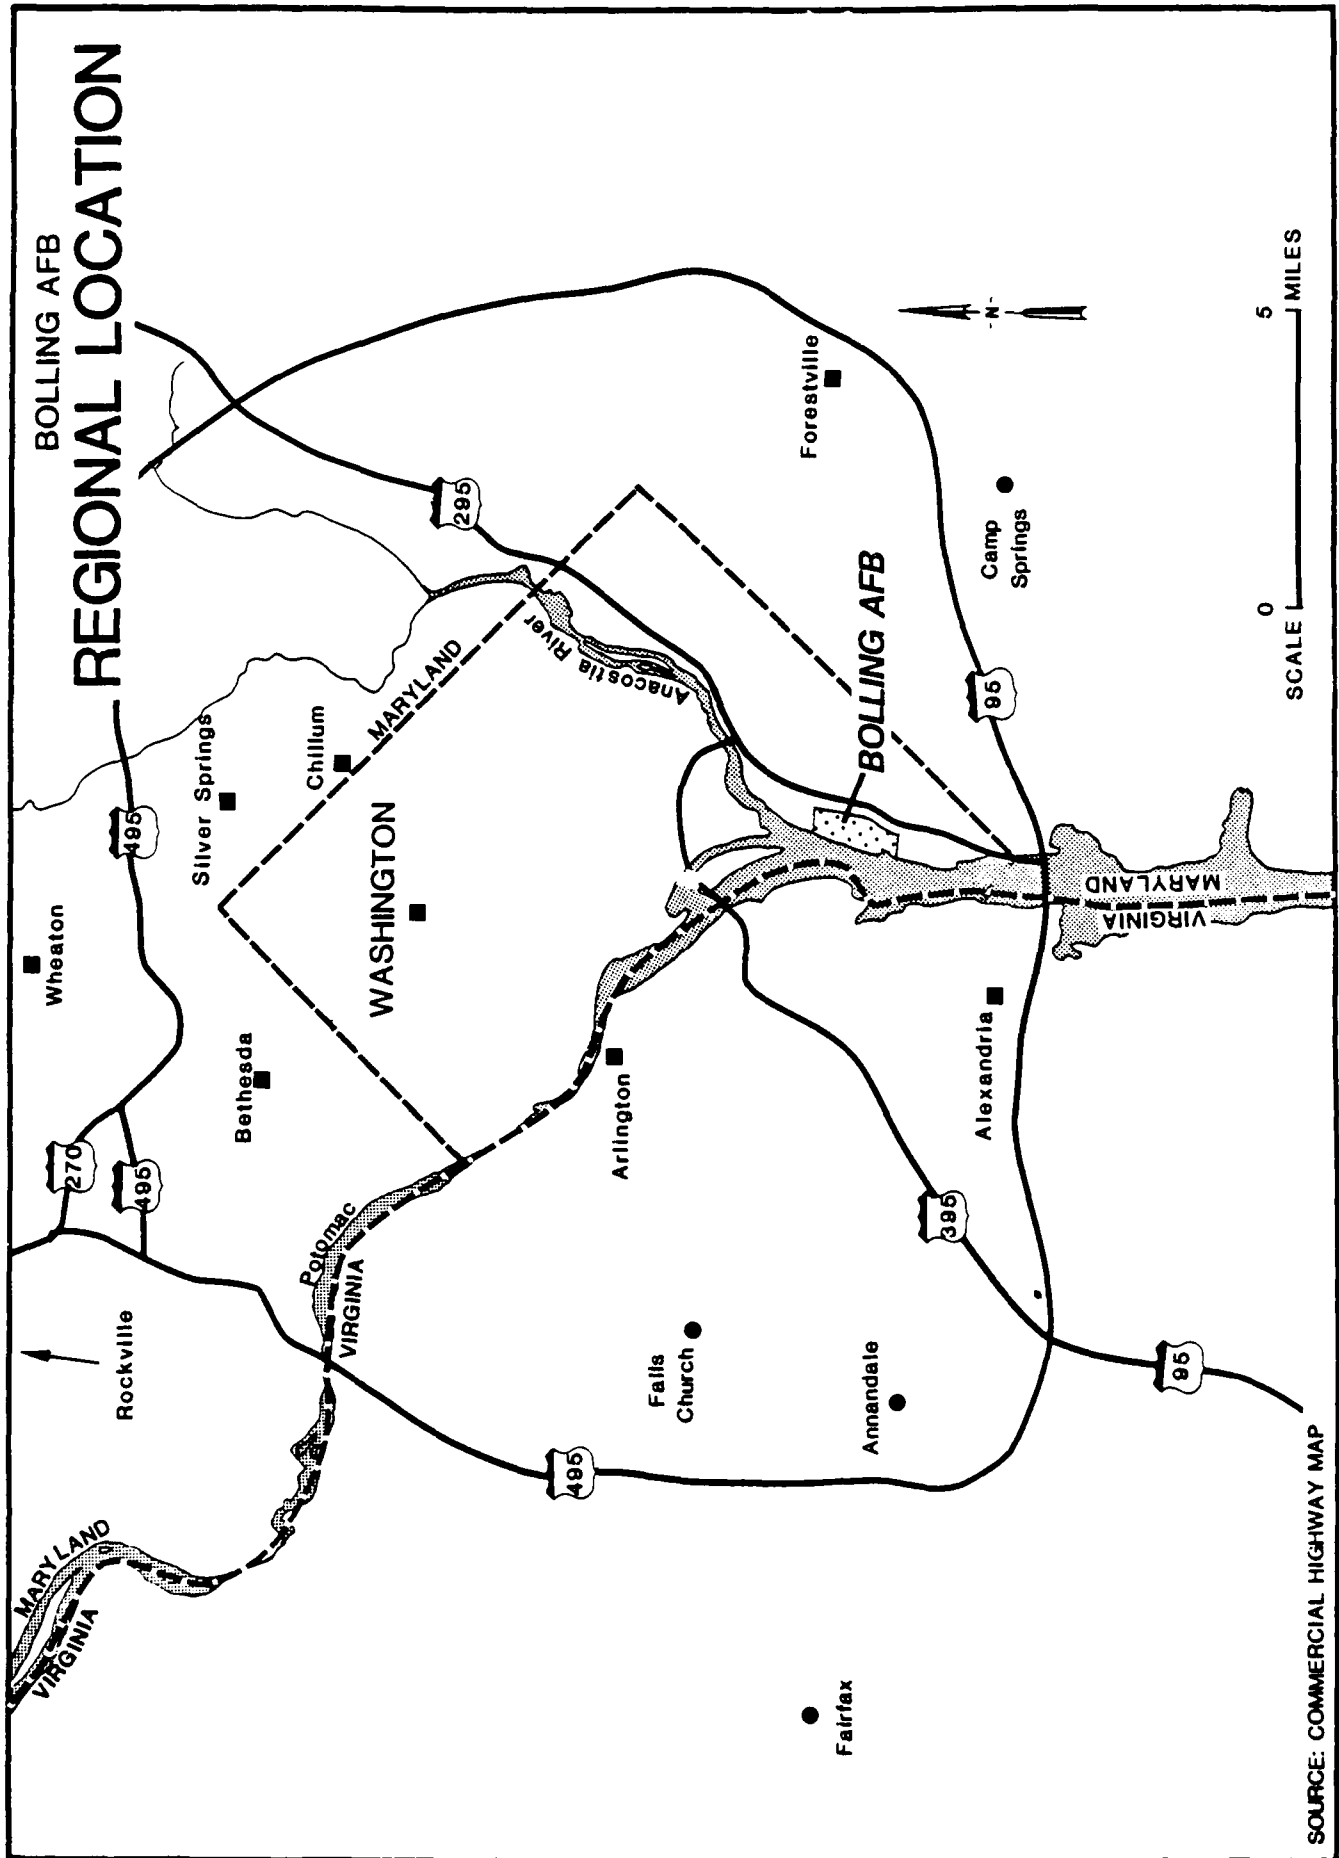 BOLLING AFB
REGIONAL LOCATION
MARYLAND
VIRGINIA
Rockville
270
495
Wheaton
495
Bethesda
Silver Springs
Chillum
Potomac
VIRGINIA
WASHINGTON
MARYLAND
295
Anacostia River
495
Falls
Church
Arlington
Forestville
Fairfax
Annandale
395
Alexandria
BOLLING AFB
Camp
Springs
95
VIRGINIA
MARYLAND
95
-N-
SCALE
0
5
MILES
SOURCE: COMMERCIAL HIGHWAY MAP